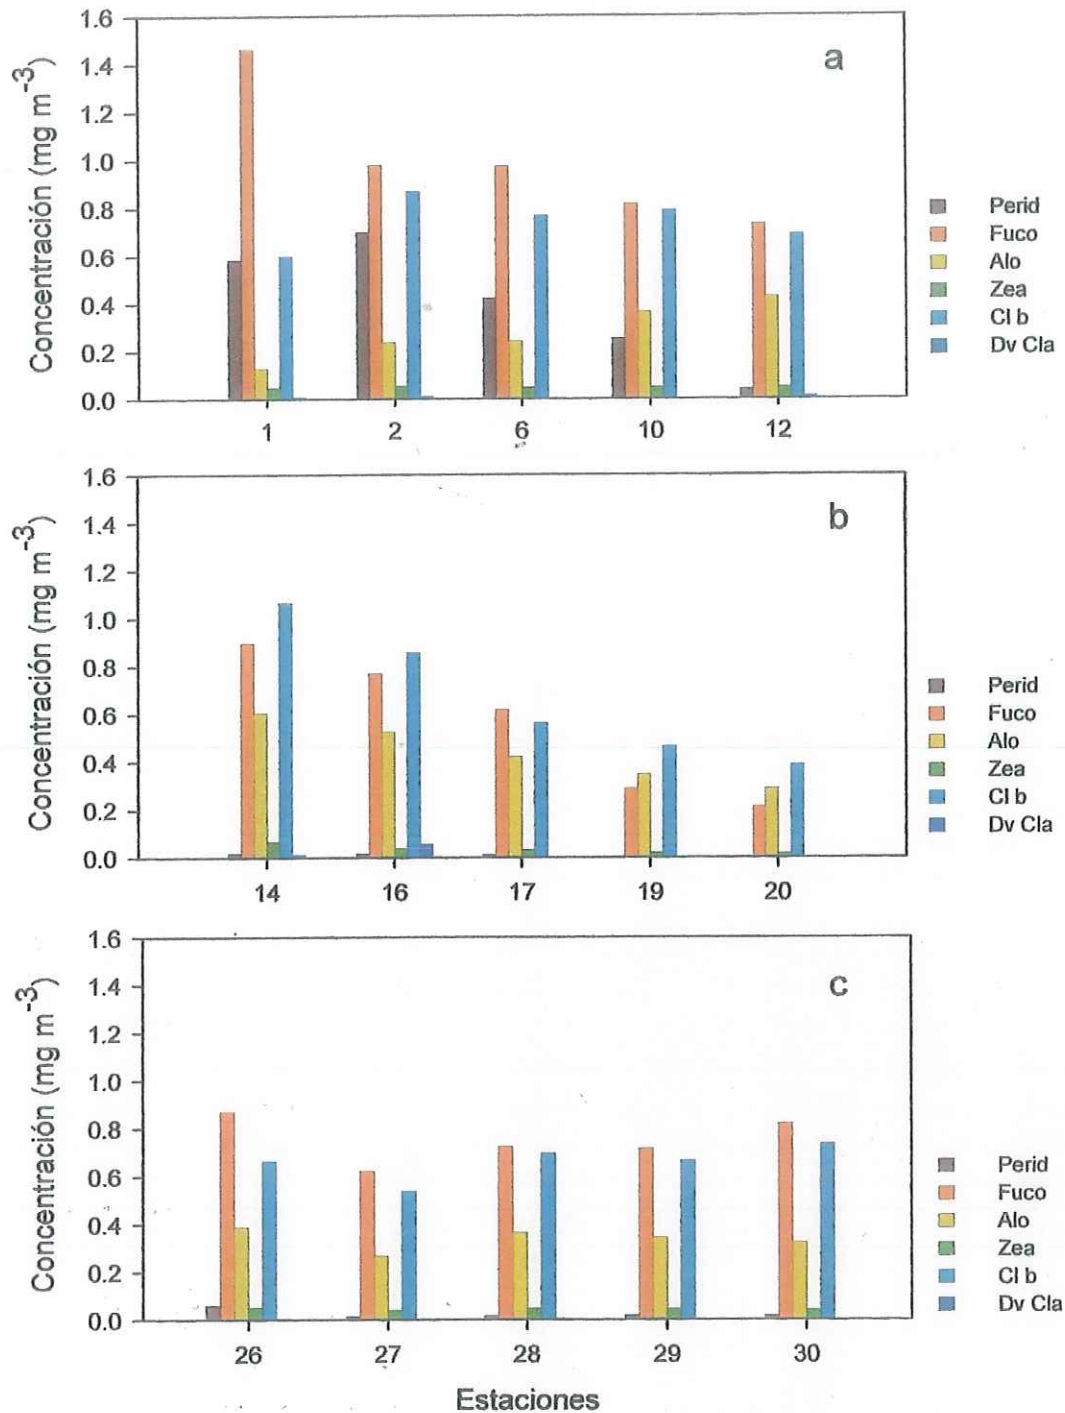 Concentración (mg m⁻³)
1.6
1.4
1.2
1.0
0.8
0.6
0.4
0.2
0.0
a
1 2 6 10 12
Perid
Fuco
Alo
Zea
Cl b
Dv Cla
Concentración (mg m⁻³)
1.6
1.4
1.2
1.0
0.8
0.6
0.4
0.2
0.0
b
14 16 17 19 20
Perid
Fuco
Alo
Zea
Cl b
Dv Cla
Concentración (mg m⁻³)
1.6
1.4
1.2
1.0
0.8
0.6
0.4
0.2
0.0
c
26 27 28 29 30
Perid
Fuco
Alo
Zea
Cl b
Dv Cla
Estaciones